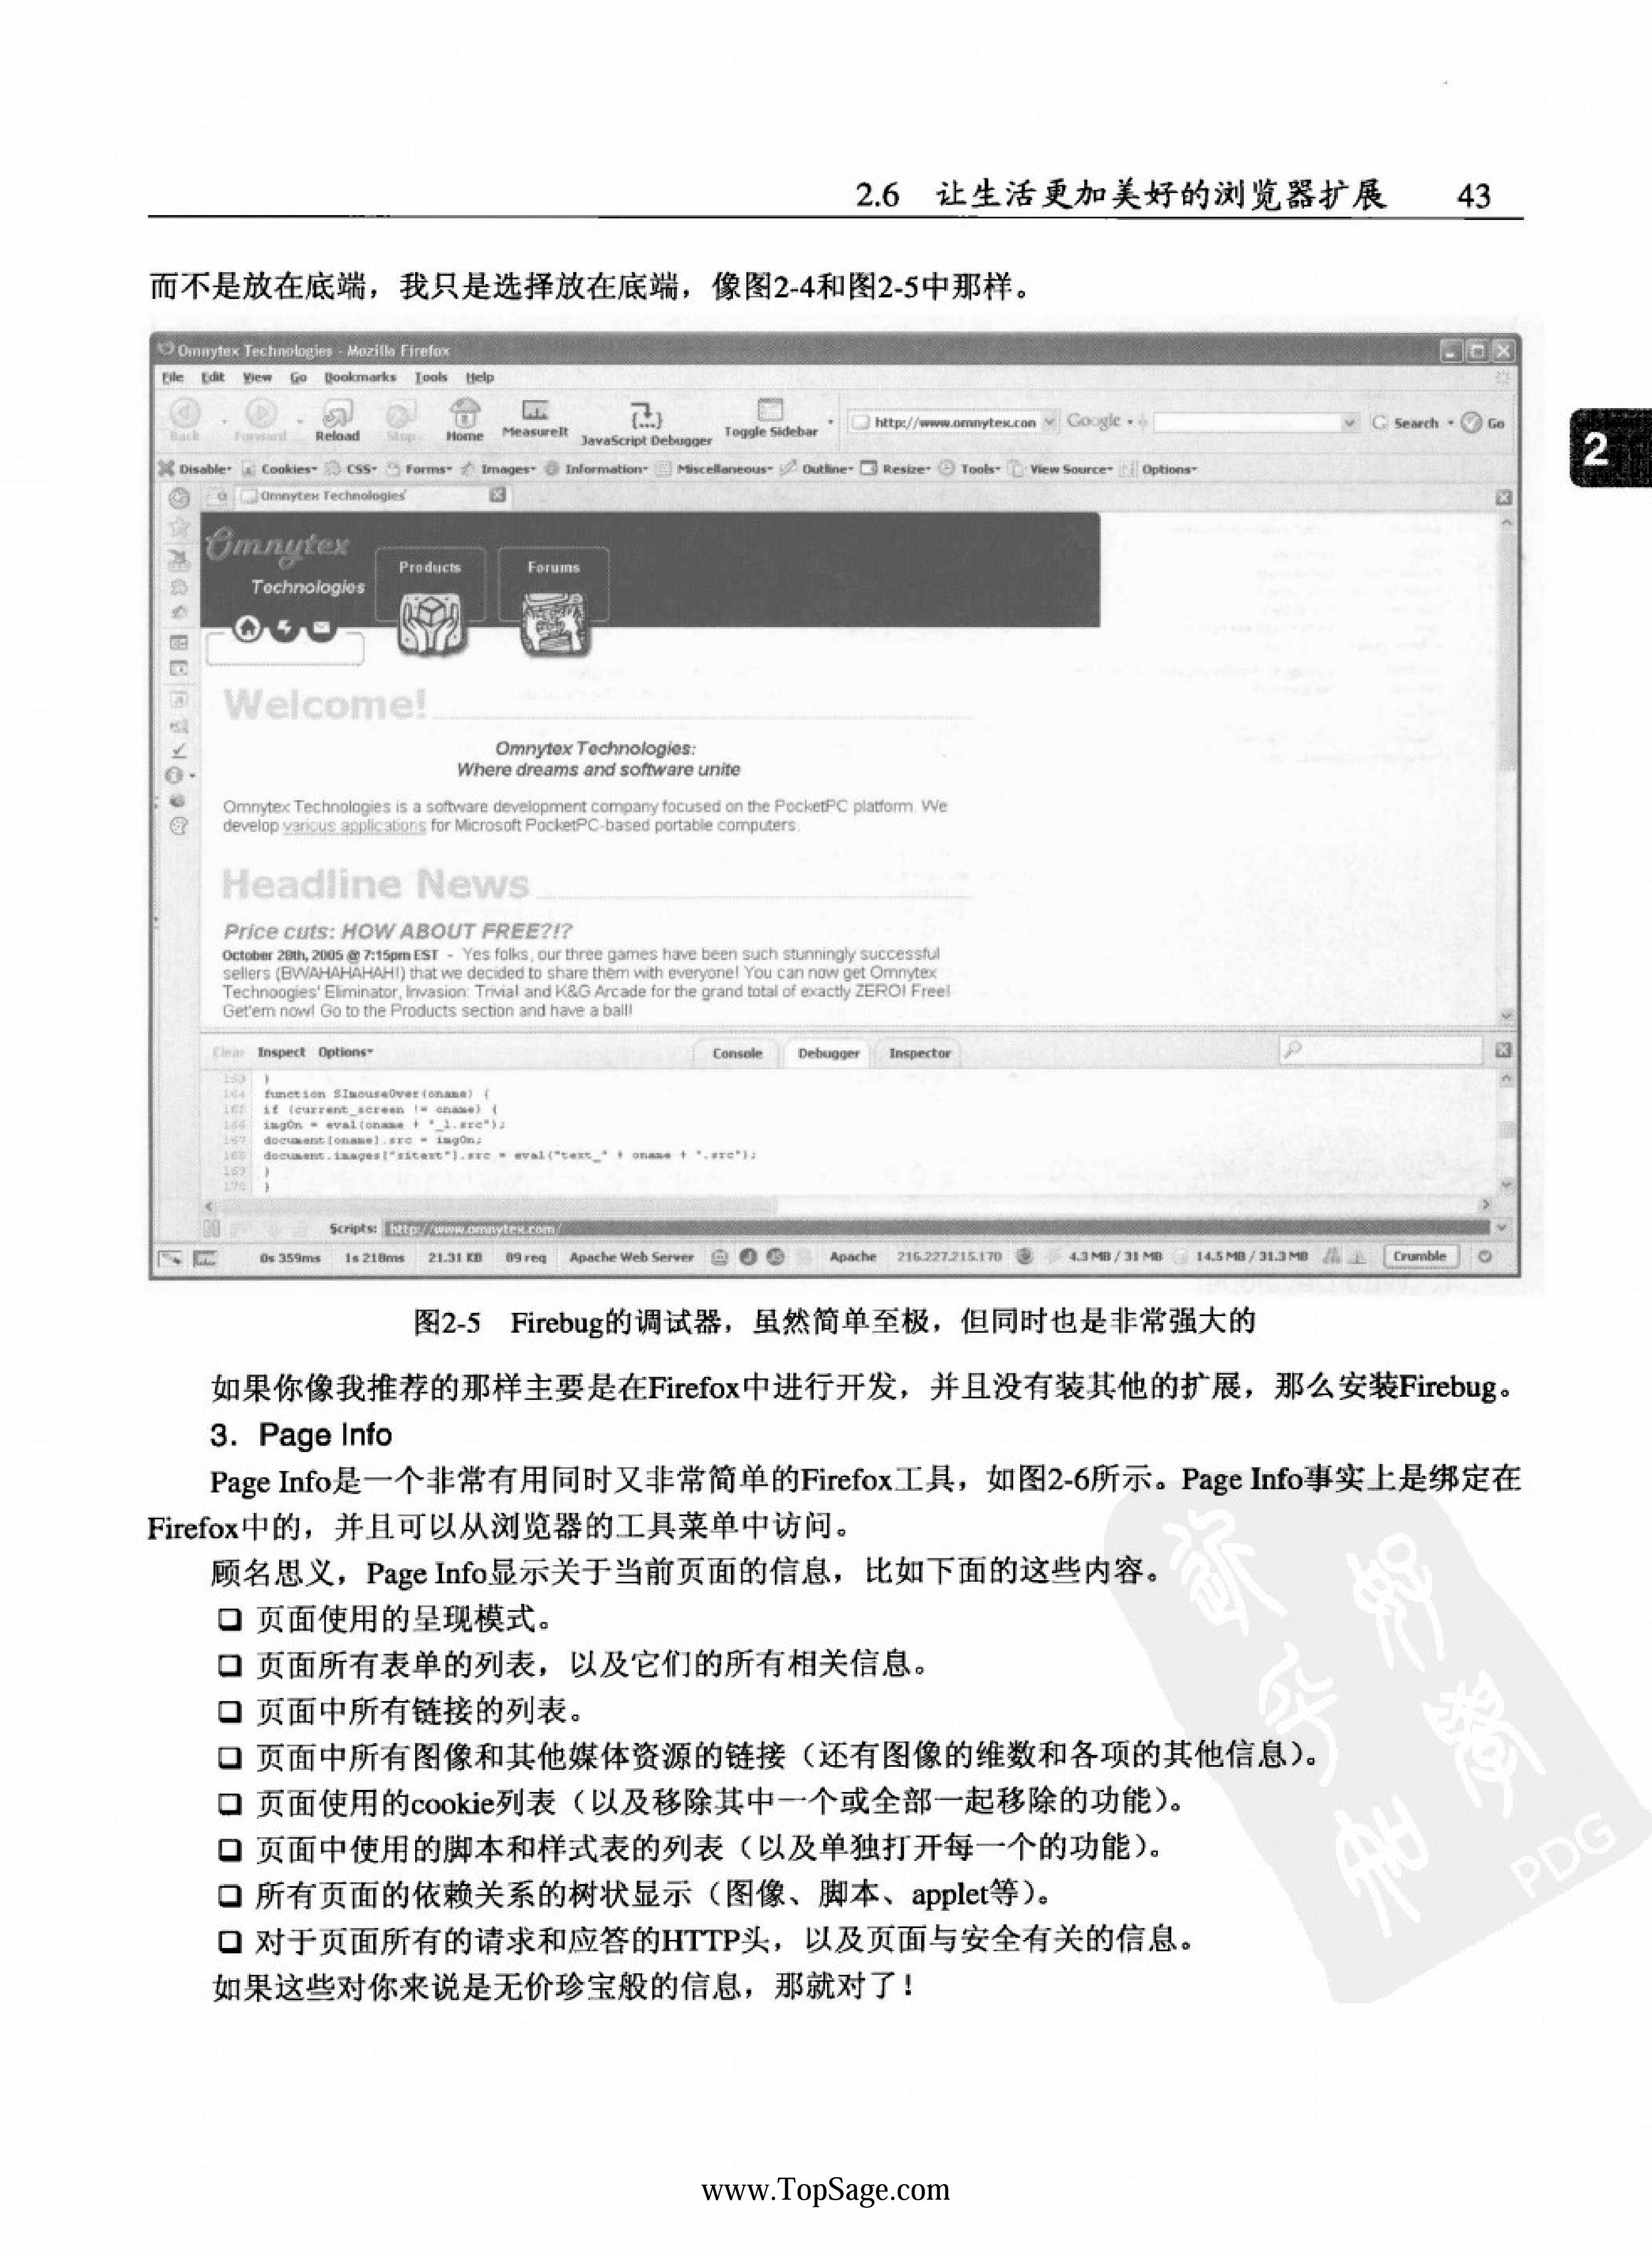 2.6 让生活更加美好的浏览器扩展 43
而不是放在底端，我只是选择放在底端，像图2-4和图2-5中那样。
Omnytex Technologies - Mozilla Firefox
File Edit View Go Bookmarks Tools Help
Back Forward Reload Stop Home MeasureIt JavaScript Debugger Toggle Sidebar http://www.omnytex.con Google Search Go
Disable Cookies CSS Forms Images Information Miscellaneous Outline Resize Tools View Source Options
Omnytex Technologies
2
Omnytex
Technologies
Products Forums
Welcome!
Omnytex Technologies:
Where dreams and software unite
Omnytex Technologies is a software development company focused on the PocketPC platform. We
develop various applications for Microsoft PocketPC-based portable computers.
Headline News
Price cuts: HOW ABOUT FREE?!?
October 28th, 2005 @ 7:15pm EST - Yes folks, our three games have been such stunningly successful
sellers (BWAHAHAHAH!) that we decided to share them with everyone! You can now get Omnytex
Technoogies' Eliminator, Invasion: Trivia! and K&G Arcade for the grand total of exactly ZERO! Free!
Get'em now! Go to the Products section and have a ball!
Clear Inspect Options Console Debugger Inspector
163 }
164 function SImouseOver(oname) {
165 if (current_screen != oname) {
166 imgOn = eval(oname + "_1.src");
167 document[oname].src = imgOn;
168 document.images["sitext"].src = eval("text_" + oname + ".src");
169 }
170 }
Scripts: http://www.omnytex.com/
0s 359ms 1s 218ms 21.31 KB 89 req Apache Web Server Apache 216.227.215.170 4.3 MB / 31 MB 14.5 MB / 31.3 MB Crumble
图2-5 Firebug的调试器，虽然简单至极，但同时也是非常强大的
如果你像我推荐的那样主要是在Firefox中进行开发，并且没有装其他的扩展，那么安装Firebug。
3．Page Info
Page Info是一个非常有用同时又非常简单的Firefox工具，如图2-6所示。Page Info事实上是绑定在
Firefox中的，并且可以从浏览器的工具菜单中访问。
顾名思义，Page Info显示关于当前页面的信息，比如下面的这些内容。
❑ 页面使用的呈现模式。
❑ 页面所有表单的列表，以及它们的所有相关信息。
❑ 页面中所有链接的列表。
❑ 页面中所有图像和其他媒体资源的链接（还有图像的维数和各项的其他信息）。
❑ 页面使用的cookie列表（以及移除其中一个或全部一起移除的功能）。
❑ 页面中使用的脚本和样式表的列表（以及单独打开每一个的功能）。
❑ 所有页面的依赖关系的树状显示（图像、脚本、applet等）。
❑ 对于页面所有的请求和应答的HTTP头，以及页面与安全有关的信息。
如果这些对你来说是无价珍宝般的信息，那就对了！
PDG
www.TopSage.com